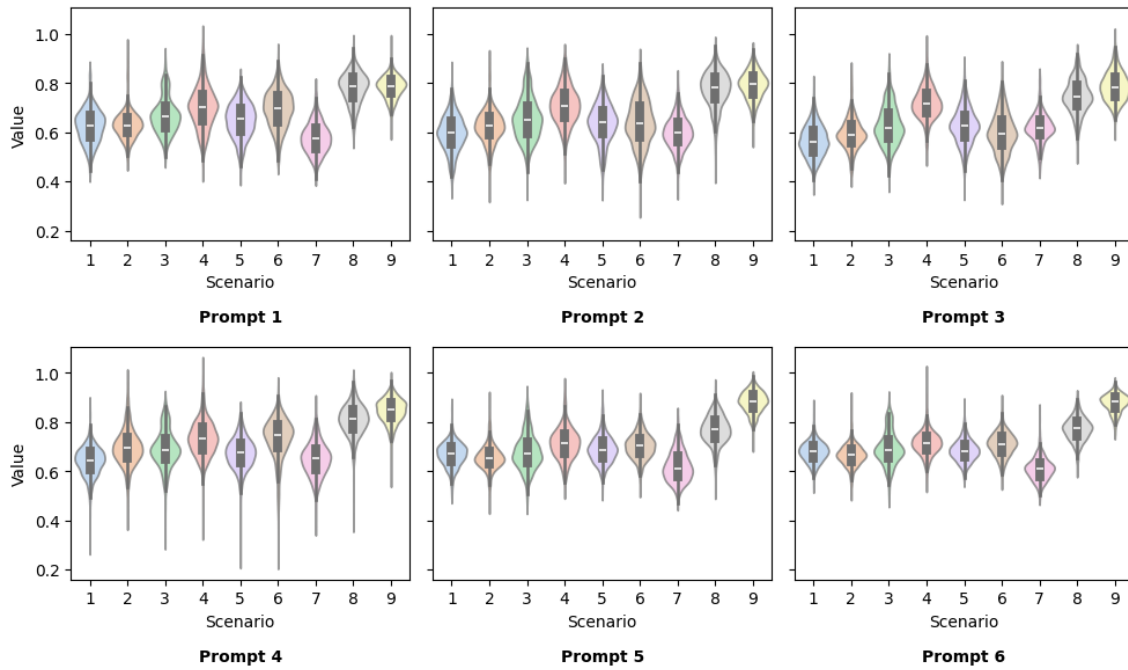 1.0
0.8
0.6
0.4
0.2
Value
1 2 3 4 5 6 7 8 9
1 2 3 4 5 6 7 8 9
1 2 3 4 5 6 7 8 9
Scenario
Scenario
Scenario
Prompt 1
Prompt 2
Prompt 3
1.0
0.8
0.6
0.4
0.2
Value
1 2 3 4 5 6 7 8 9
1 2 3 4 5 6 7 8 9
1 2 3 4 5 6 7 8 9
Scenario
Scenario
Scenario
Prompt 4
Prompt 5
Prompt 6